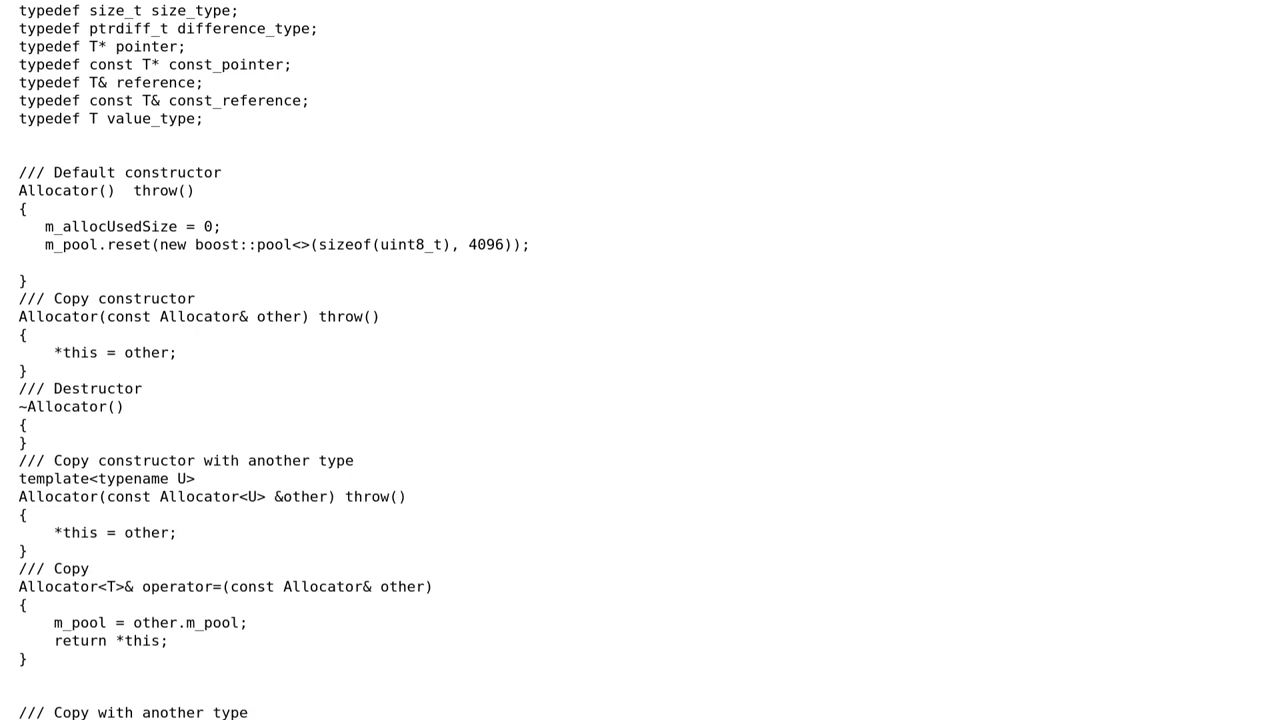 typedef size_t size_type;
typedef ptrdiff_t difference_type;
typedef T* pointer;
typedef const T* const_pointer;
typedef T& reference;
typedef const T& const_reference;
typedef T value_type;


/// Default constructor
Allocator()  throw()
{
   m_allocUsedSize = 0;
   m_pool.reset(new boost::pool<>(sizeof(uint8_t), 4096));

}
/// Copy constructor
Allocator(const Allocator& other) throw()
{
    *this = other;
}
/// Destructor
~Allocator()
{
}
/// Copy constructor with another type
template<typename U>
Allocator(const Allocator<U> &other) throw()
{
    *this = other;
}
/// Copy
Allocator<T>& operator=(const Allocator& other)
{
    m_pool = other.m_pool;
    return *this;
}


/// Copy with another type